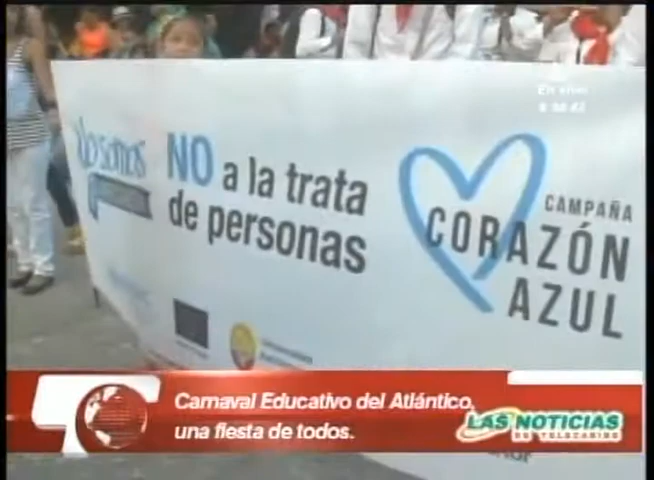 En vivo
No somos
NO a la trata
de personas
CAMPAÑA
CORAZÓN
AZUL
Carnaval Educativo del Atlántico,
una fiesta de todos.
LAS NOTICIAS
DE TELECARIBE